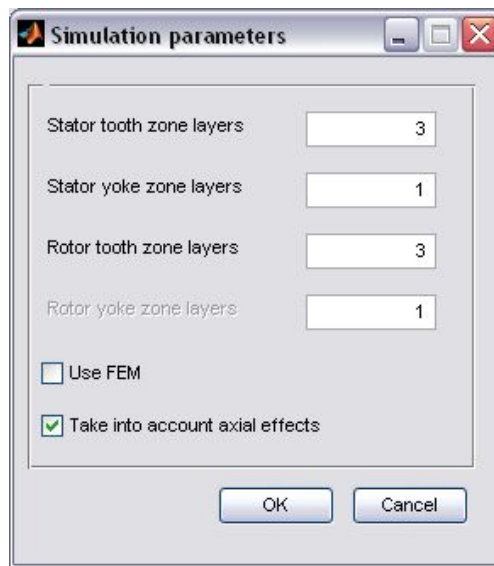 Simulation parameters
Stator tooth zone layers 3
Stator yoke zone layers 1
Rotor tooth zone layers 3
Rotor yoke zone layers 1
Use FEM
Take into account axial effects
OK Cancel